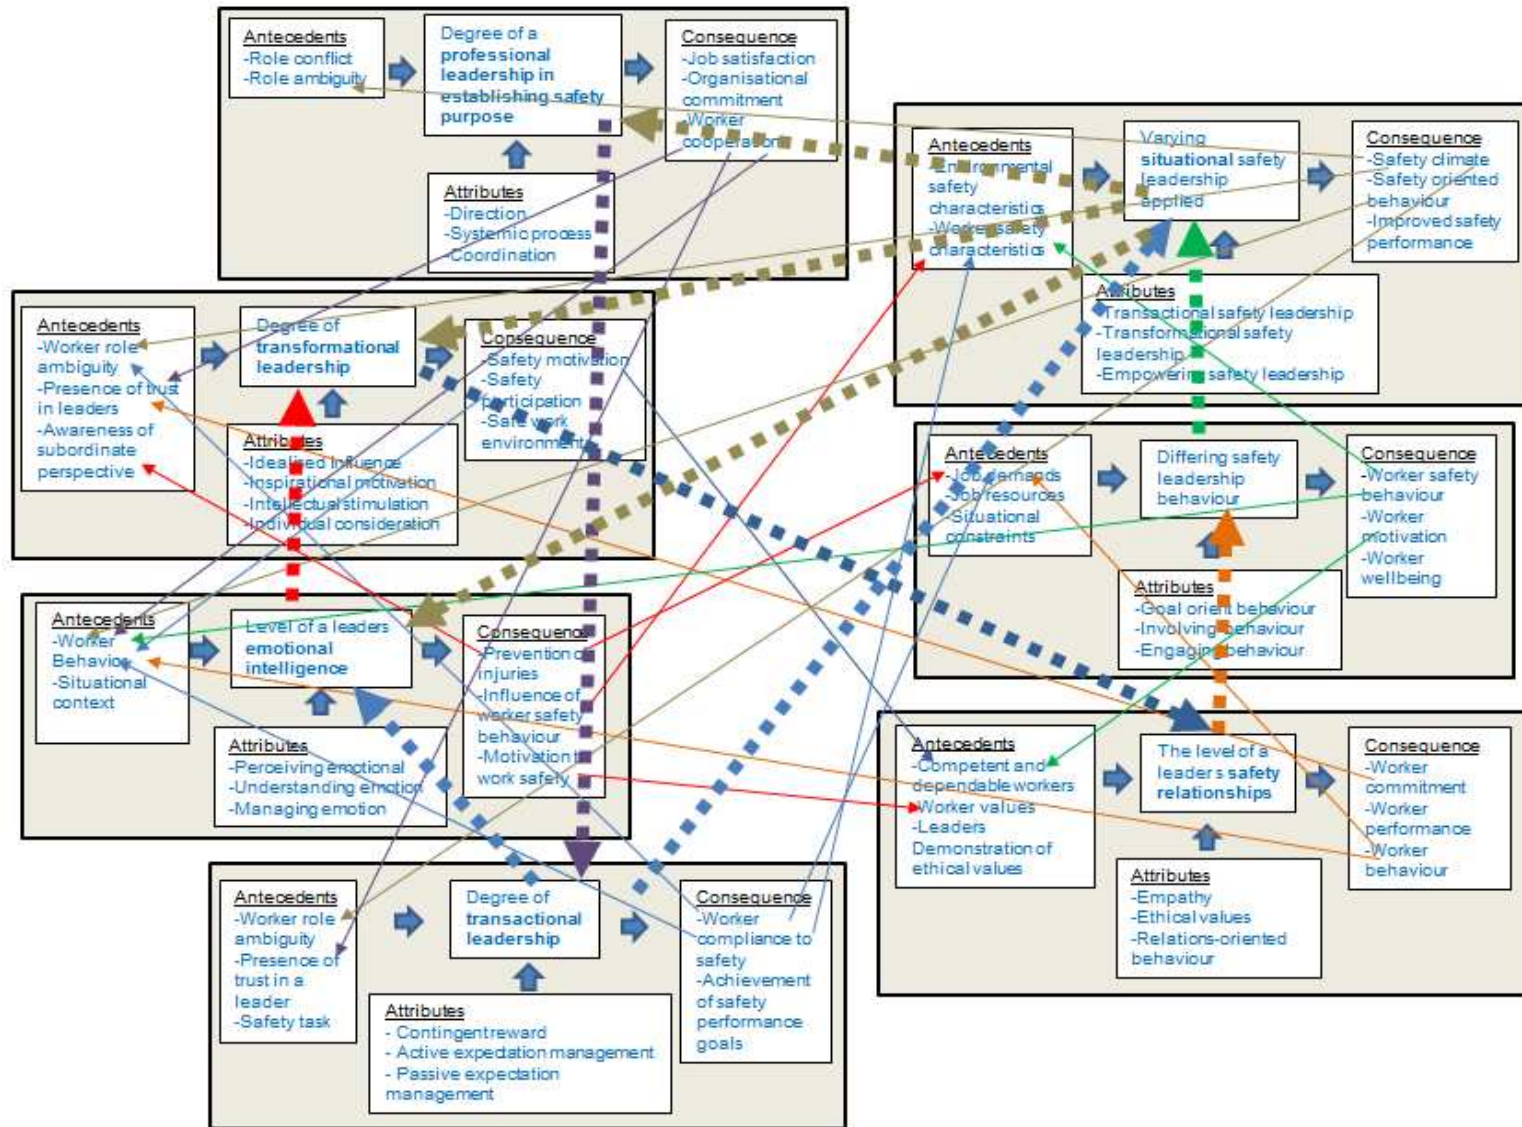 Antecedents
-Role conflict
-Role ambiguity
Degree of a
professional
leadership in
establishing safety
purpose
Consequence
-Job satisfaction
-Organisational
commitment
-Worker
cooperation
Attributes
-Direction
-Systemic process
-Coordination
Antecedents
-Environmental
safety
characteristics
-Worker safety
characteristics
Varying
situational safety
leadership
applied
Consequence
-Safety climate
-Safety oriented
behaviour
-Improved safety
performance
Attributes
-Transactional safety leadership
-Transformational safety
leadership
-Empowering safety leadership
Antecedents
-Worker role
ambiguity
-Presence of trust
in leaders
-Awareness of
subordinate
perspective
Degree of
transformational
leadership
Consequence
-Safety motivation
-Safety
participation
-Safe work
environment
Attributes
-Idealised influence
-Inspirational motivation
-Intellectual stimulation
-Individual consideration
Antecedents
-Job demands
-Job resources
-Situational
constraints
Differing safety
leadership
behaviour
Consequence
-Worker safety
behaviour
-Worker
motivation
-Worker
wellbeing
Attributes
-Goal orient behaviour
-Involving behaviour
-Engaging behaviour
Antecedents
-Worker
Behavior
-Situational
context
Level of a leaders
emotional
intelligence
Consequence
-Prevention of
injuries
-Influence of
worker safety
behaviour
-Motivation to
work safely
Attributes
-Perceiving emotional
-Understanding emotion
-Managing emotion
Antecedents
-Competent and
dependable workers
-Worker values
-Leaders
Demonstration of
ethical values
The level of a
leaders safety
relationships
Consequence
-Worker
commitment
-Worker
performance
-Worker
behaviour
Attributes
-Empathy
-Ethical values
-Relations-oriented
behaviour
Antecedents
-Worker role
ambiguity
-Presence of
trust in a
leader
-Safety task
Degree of
transactional
leadership
Consequence
-Worker
compliance to
safety
-Achievement
of safety
performance
goals
Attributes
- Contingent reward
- Active expectation management
- Passive expectation
management